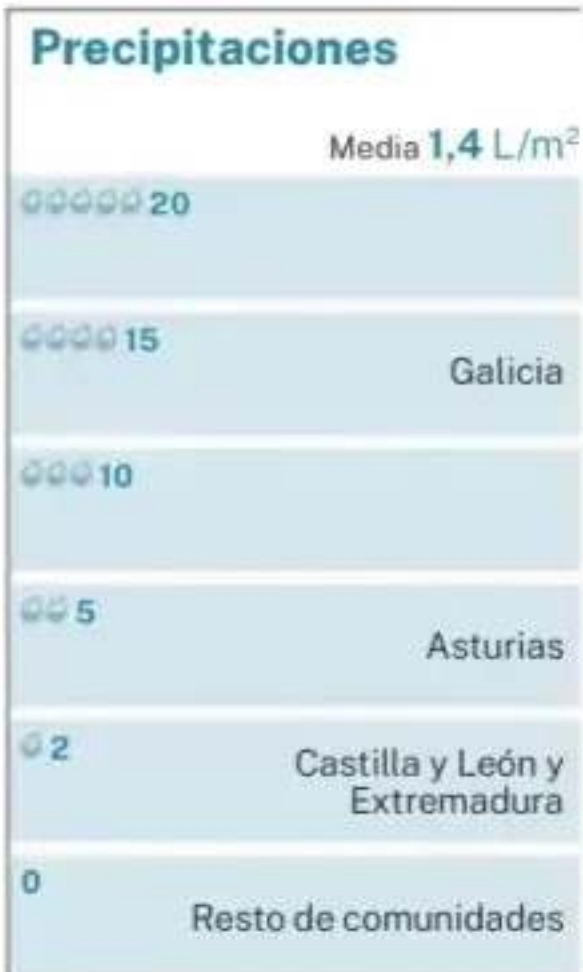 Precipitaciones
Media 1,4 L/m²
20
15
Galicia
10
5
Asturias
2
Castilla y León y
Extremadura
0
Resto de comunidades